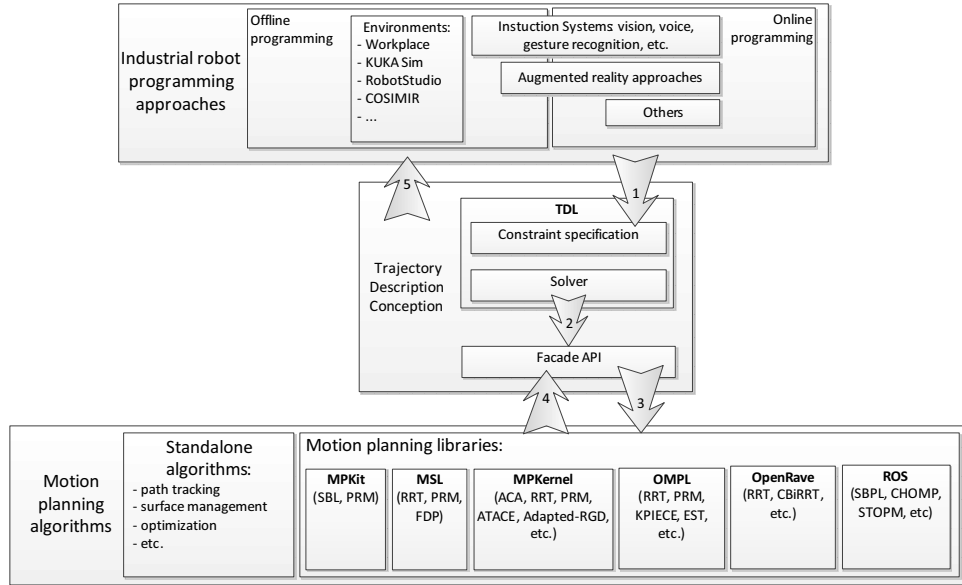 Industrial robot
programming
approaches
Offline
programming
Environments:
- Workplace
- KUKA Sim
- RobotStudio
- COSIMIR
- ...
Instuction Systems: vision, voice,
gesture recognition, etc.
Augmented reality approaches
Others
Online
programming
5
1
Trajectory
Description
Conception
TDL
Constraint specification
Solver
2
Facade API
4
3
Motion
planning
algorithms
Standalone
algorithms:
- path tracking
- surface management
- optimization
- etc.
Motion planning libraries:
MPKit
(SBL, PRM)
MSL
(RRT, PRM,
FDP)
MPKernel
(ACA, RRT, PRM,
ATACE, Adapted-RGD,
etc.)
OMPL
(RRT, PRM,
KPIECE, EST,
etc.)
OpenRave
(RRT, CBiRRT,
etc.)
ROS
(SBPL, CHOMP,
STOPM, etc)